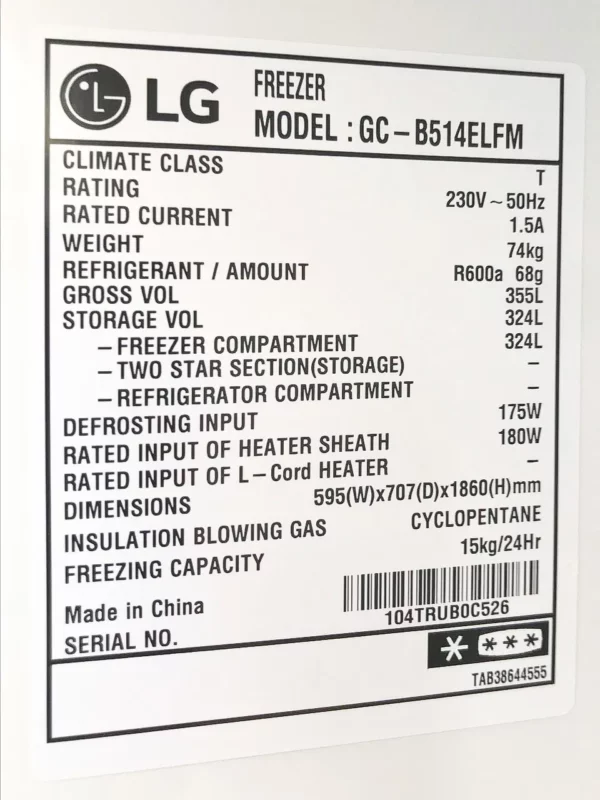 LG
FREEZER
MODEL : GC-B514ELFM
CLIMATE CLASS T
RATING 230V~50Hz
RATED CURRENT 1.5A
WEIGHT 74kg
REFRIGERANT / AMOUNT R600a 68g
GROSS VOL 355L
STORAGE VOL 324L
-FREEZER COMPARTMENT 324L
-TWO STAR SECTION(STORAGE) -
-REFRIGERATOR COMPARTMENT -
DEFROSTING INPUT 175W
RATED INPUT OF HEATER SHEATH 180W
RATED INPUT OF L-Cord HEATER -
DIMENSIONS 595(W)x707(D)x1860(H)mm
INSULATION BLOWING GAS CYCLOPENTANE
FREEZING CAPACITY 15kg/24Hr
Made in China
SERIAL NO. 104TRUB0C526
TAB38644555